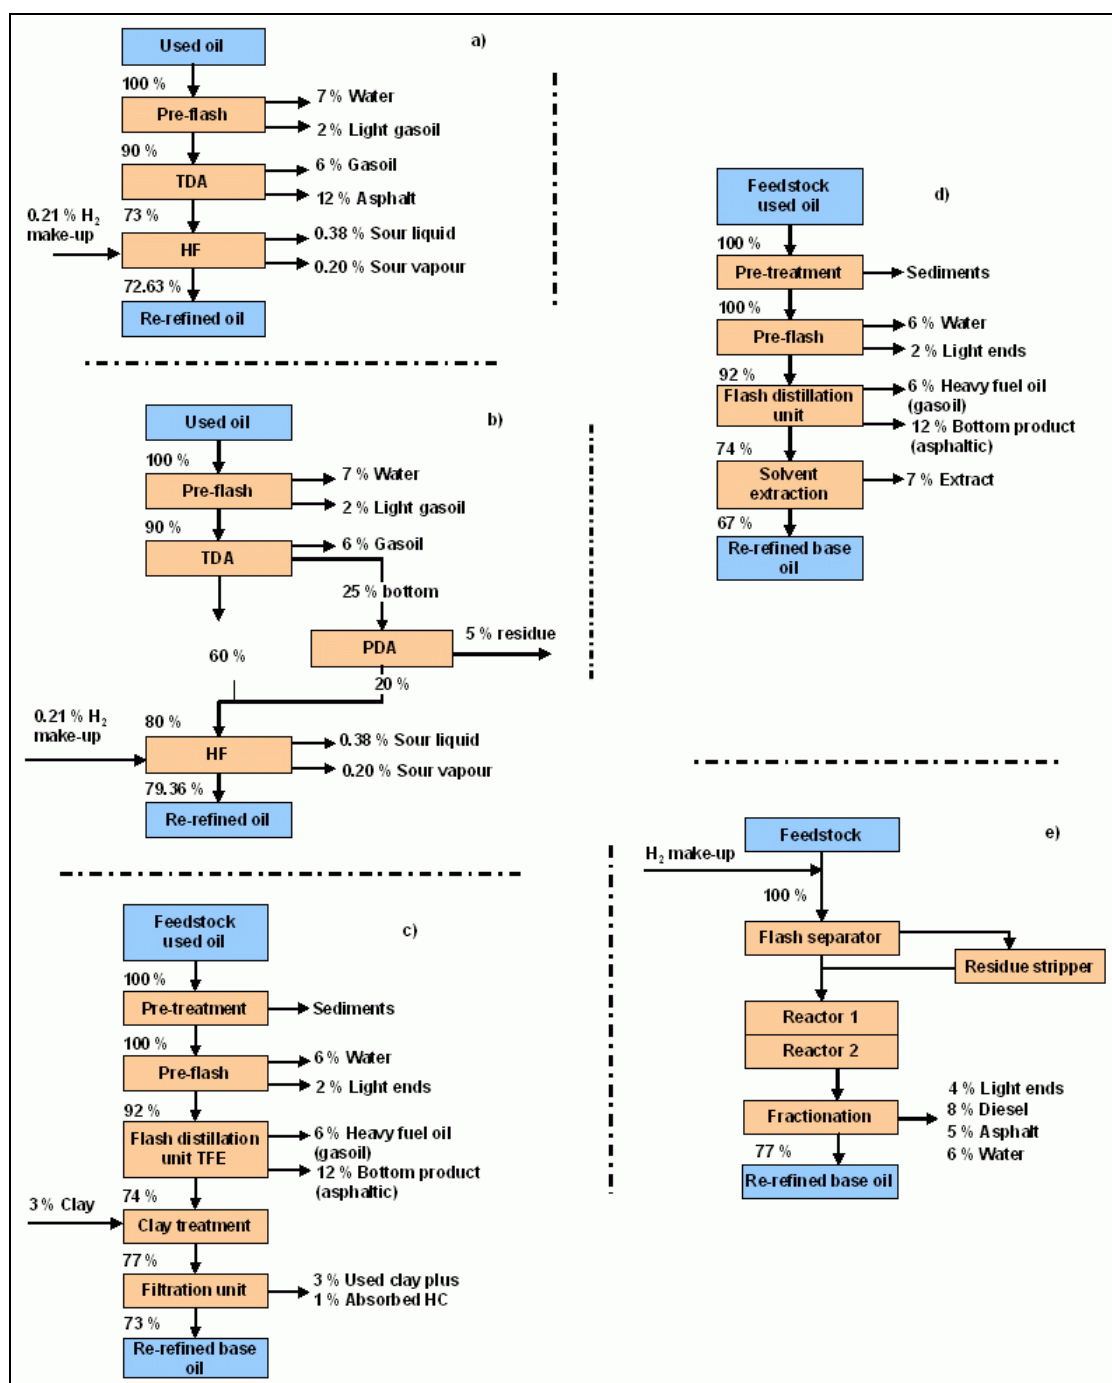 a)
Used oil
100 %
7 % Water
Pre-flash
2 % Light gasoil
90 %
6 % Gasoil
TDA
12 % Asphalt
73 %
0.21 % H2
make-up
0.38 % Sour liquid
HF
0.20 % Sour vapour
72.63 %
Re-refined oil
b)
Used oil
100 %
7 % Water
Pre-flash
2 % Light gasoil
90 %
6 % Gasoil
TDA
25 % bottom
5 % residue
PDA
60 %
20 %
0.21 % H2
make-up
80 %
0.38 % Sour liquid
HF
0.20 % Sour vapour
79.36 %
Re-refined oil
c)
Feedstock
used oil
100 %
Pre-treatment
Sediments
100 %
6 % Water
Pre-flash
2 % Light ends
92 %
Flash distillation
unit TFE
6 % Heavy fuel oil
(gasoil)
12 % Bottom product
(asphaltic)
74 %
3 % Clay
Clay treatment
77 %
Filtration unit
3 % Used clay plus
1 % Absorbed HC
73 %
Re-refined base
oil
d)
Feedstock
used oil
100 %
Pre-treatment
Sediments
100 %
6 % Water
Pre-flash
2 % Light ends
92 %
Flash distillation
unit
6 % Heavy fuel oil
(gasoil)
12 % Bottom product
(asphaltic)
74 %
Solvent
extraction
7 % Extract
67 %
Re-refined base
oil
e)
Feedstock
H2 make-up
100 %
Flash separator
Residue stripper
Reactor 1
Reactor 2
Fractionation
4 % Light ends
8 % Diesel
5 % Asphalt
6 % Water
77 %
Re-refined base oil